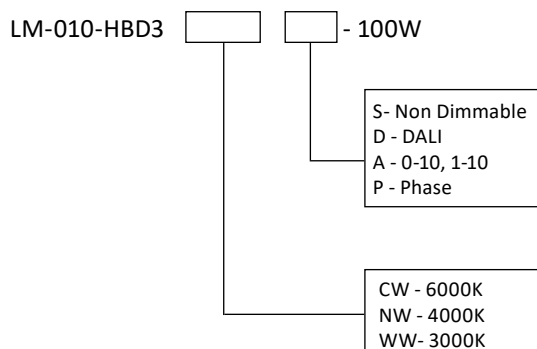 LM-010-HBD3 - 100W
S- Non Dimmable
D - DALI
A - 0-10, 1-10
P - Phase
CW - 6000K
NW - 4000K
WW- 3000K